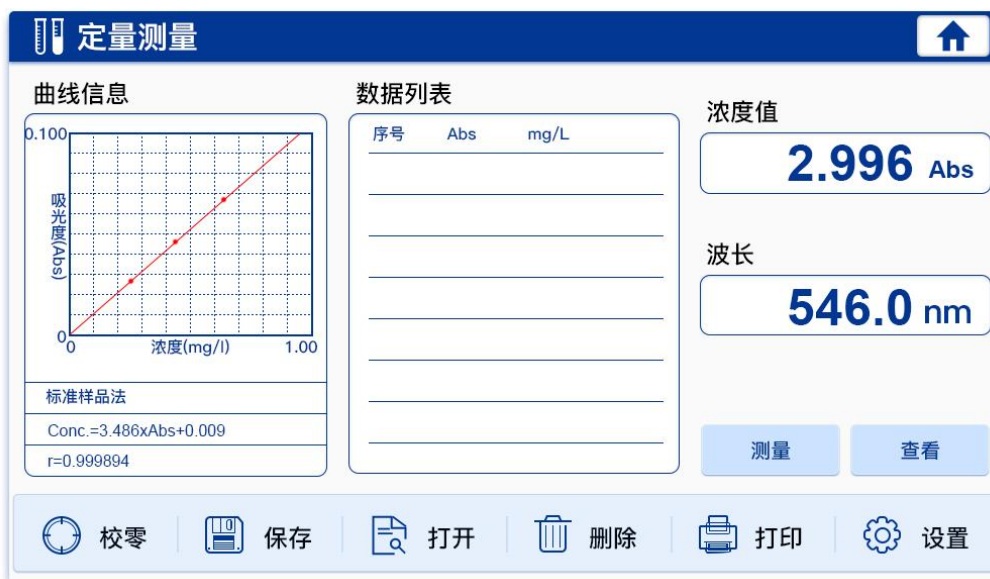 定量测量
曲线信息
0.100
吸光度(Abs)
0
0
浓度(mg/l)
1.00
标准样品法
Conc.=3.486xAbs+0.009
r=0.999894
数据列表
序号 Abs mg/L
浓度值
2.996 Abs
波长
546.0 nm
测量
查看
校零
保存
打开
删除
打印
设置